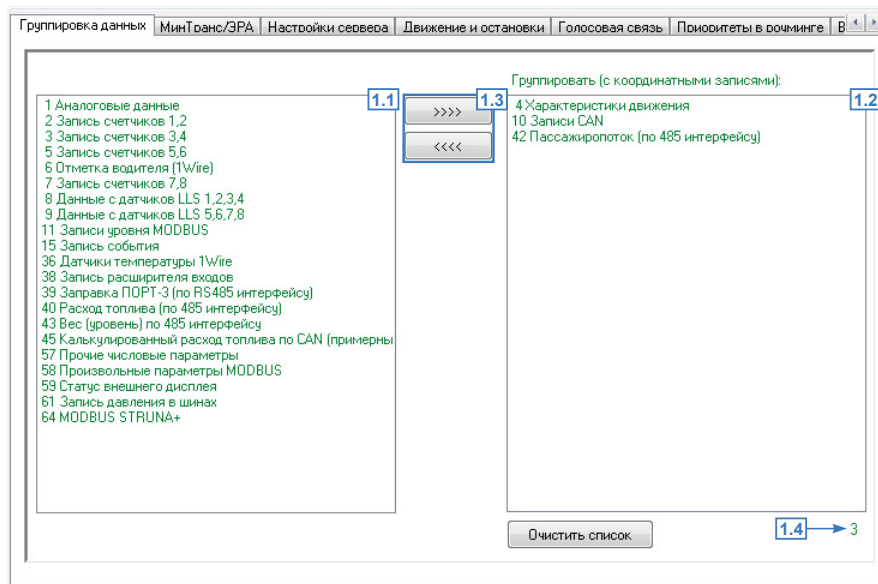 Группировка данных МинТранс/ЭРА Настройки сервера Движение и остановки Голосовая связь Приоритеты в роуминге В
Группировать (с координатными записями):
1.1 1.3 1.2
1 Аналоговые данные
2 Запись счетчиков 1,2
3 Запись счетчиков 3,4
5 Запись счетчиков 5,6
6 Отметка водителя (1Wire)
7 Запись счетчиков 7,8
8 Данные с датчиков LLS 1,2,3,4
9 Данные с датчиков LLS 5,6,7,8
11 Записи уровня MODBUS
15 Запись события
36 Датчики температуры 1Wire
38 Запись расширителя входов
39 Заправка ПОРТ-3 (по RS485 интерфейсу)
40 Расход топлива (по 485 интерфейсу)
43 Вес (уровень) по 485 интерфейсу
45 Калькулированный расход топлива по CAN (примерны
57 Прочие числовые параметры
58 Произвольные параметры MODBUS
59 Статус внешнего дисплея
61 Запись давления в шинах
64 MODBUS STRUNA+
>>>>
<<<<
4 Характеристики движения
10 Записи CAN
42 Пассажиропоток (по 485 интерфейсу)
Очистить список
1.4 3